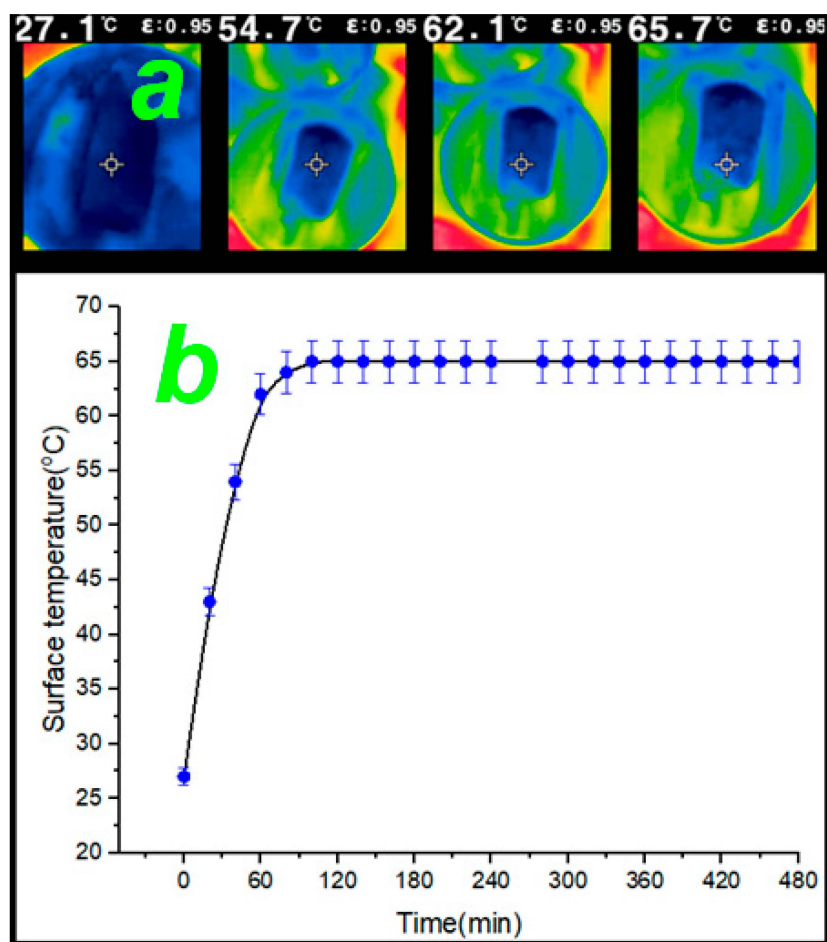 27.1℃ ε:0.95 54.7℃ ε:0.95 62.1℃ ε:0.95 65.7℃ ε:0.95
a
b
70
65
60
55
50
45
40
35
30
25
20
Surface temperature(°C)
0 60 120 180 240 300 360 420 480
Time(min)